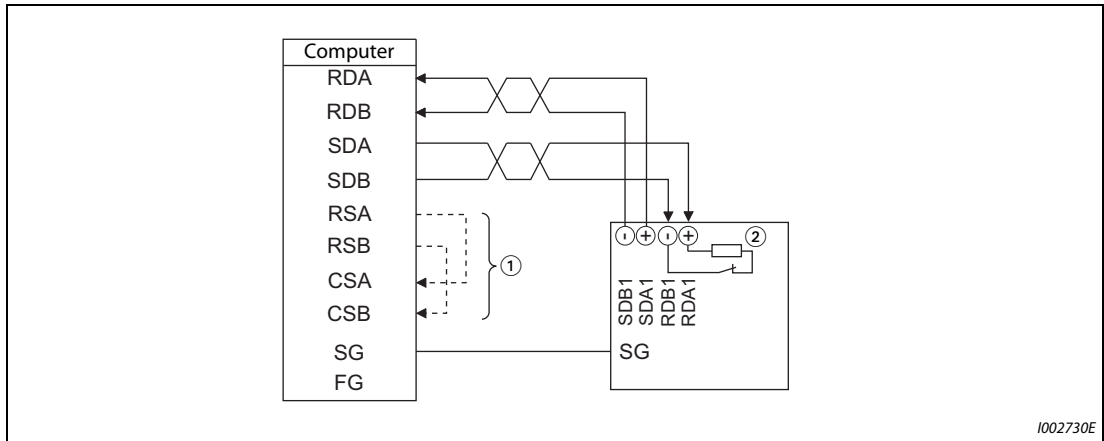 Computer
RDA
RDB
SDA
SDB
RSA
RSB
CSA
CSB
SG
FG
①
- + - +
②
SDB1
SDA1
RDB1
RDA1
SG
I002730E